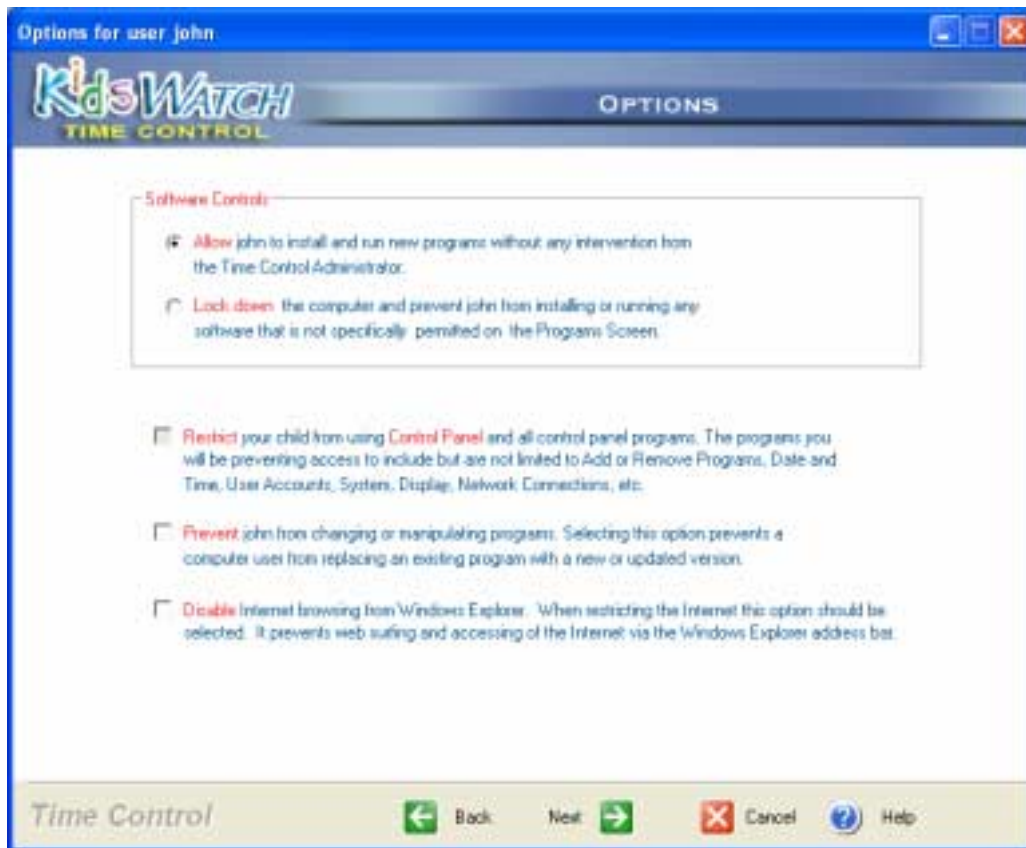 Options for user john
KidsWATCH
TIME CONTROL
OPTIONS
Software Controls
Allow john to install and run new programs without any intervention from
the Time Control Administrator.
Lock down the computer and prevent john from installing or running any
software that is not specifically permitted on the Programs Screen.
Restrict your child from using Control Panel and all control panel programs. The programs you
will be preventing access to include but are not limited to Add or Remove Programs, Date and
Time, User Accounts, System, Display, Network Connections, etc.
Prevent john from changing or manipulating programs. Selecting this option prevents a
computer user from replacing an existing program with a new or updated version.
Disable Internet browsing from Windows Explorer. When restricting the Internet this option should be
selected. It prevents web surfing and accessing of the Internet via the Windows Explorer address bar.
Time Control
Back
Next
Cancel
Help